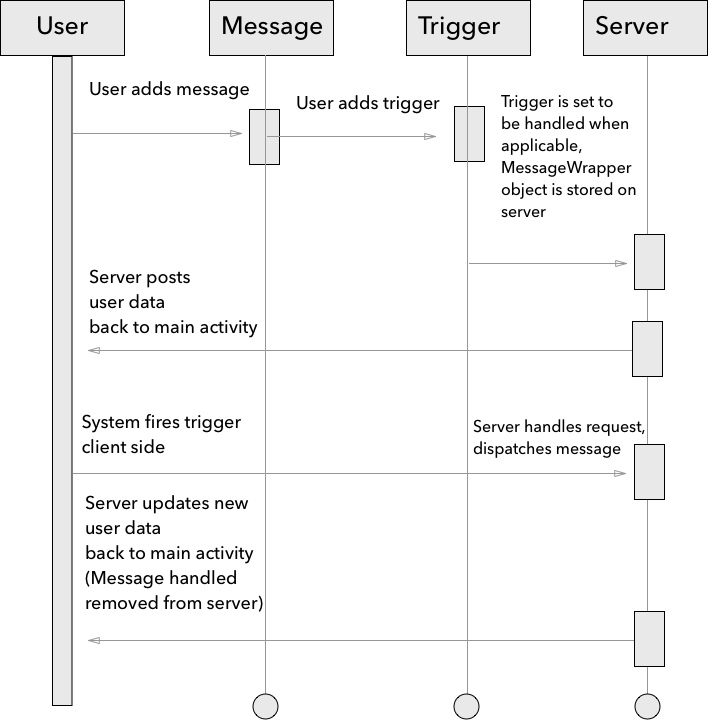 User
Message
Trigger
Server
User adds message
User adds trigger
Trigger is set to
be handled when
applicable,
MessageWrapper
object is stored on
server
Server posts
user data
back to main activity
System fires trigger
client side
Server handles request,
dispatches message
Server updates new
user data
back to main activity
(Message handled
removed from server)